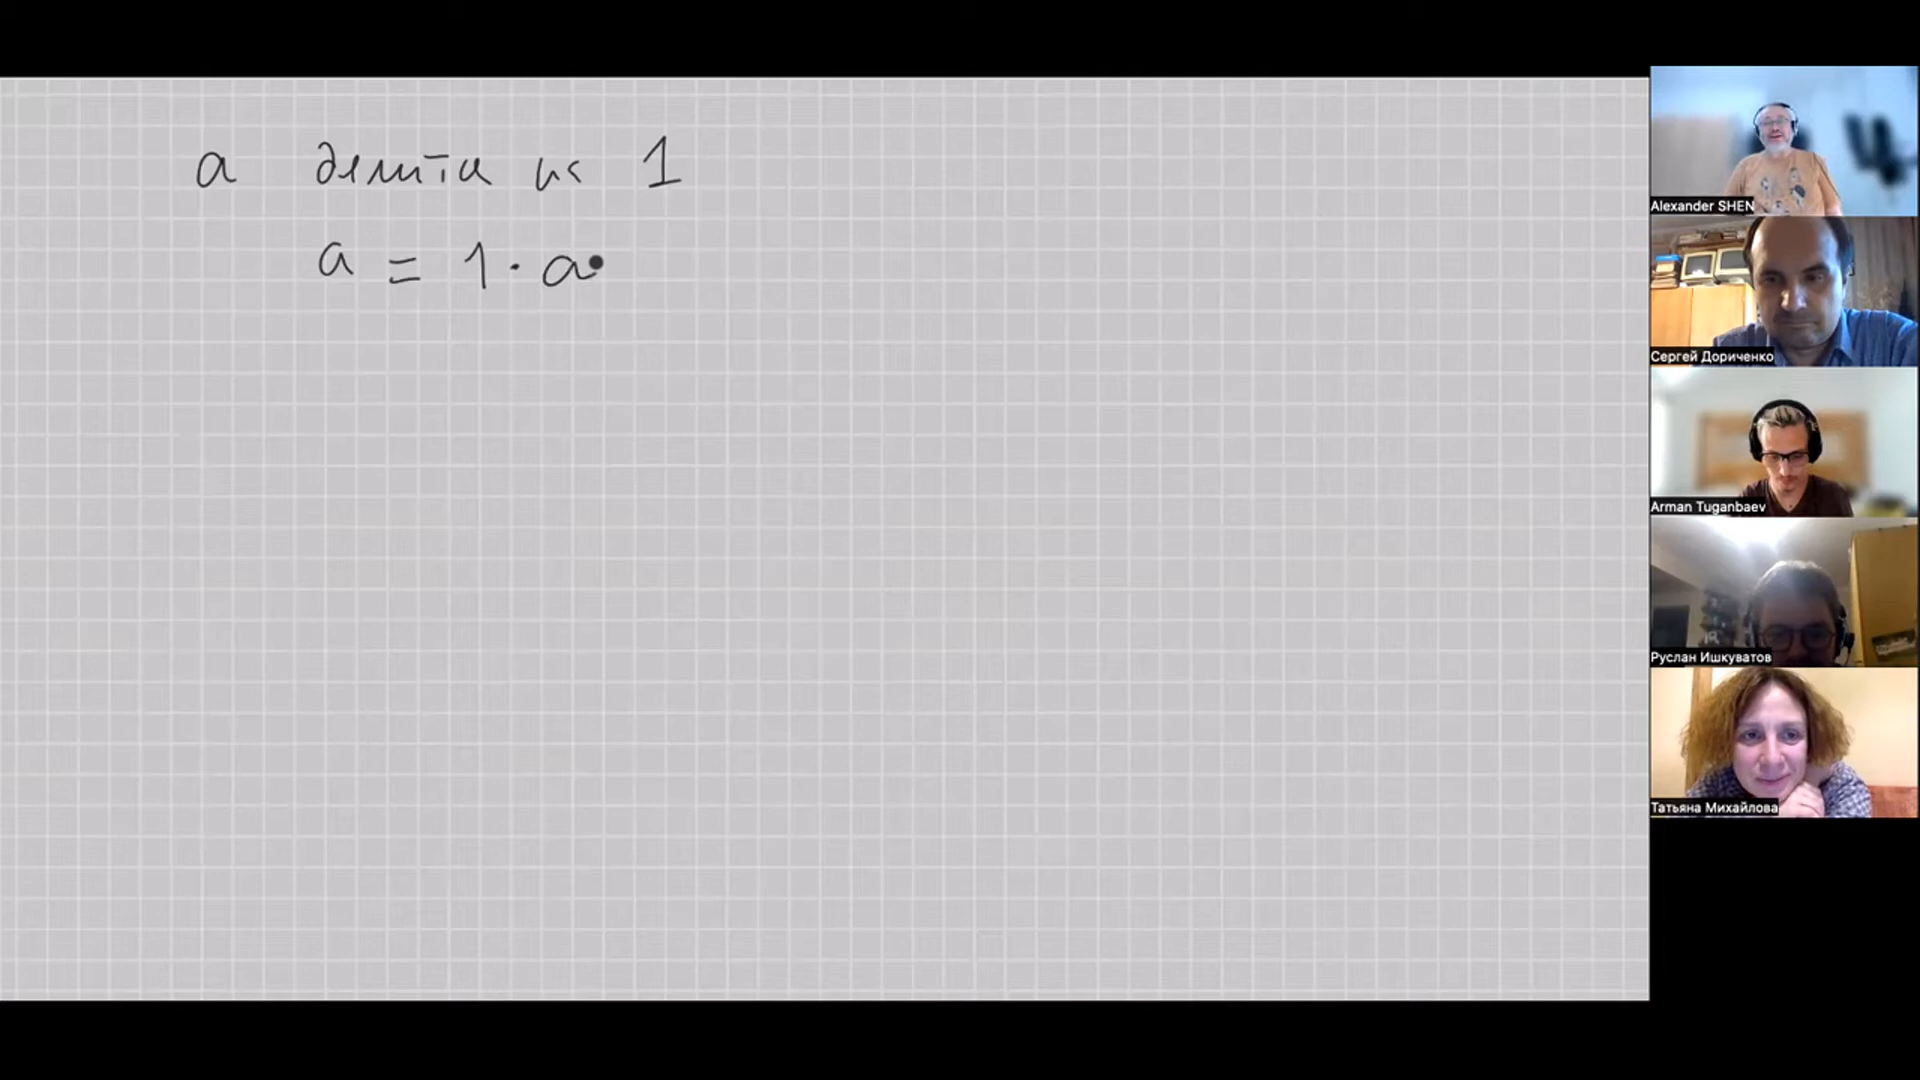 a делится на 1
a = 1 · a
Alexander SHEN
Сергей Дориченко
Arman Tuganbaev
Руслан Ишкуватов
Татьяна Михайлова